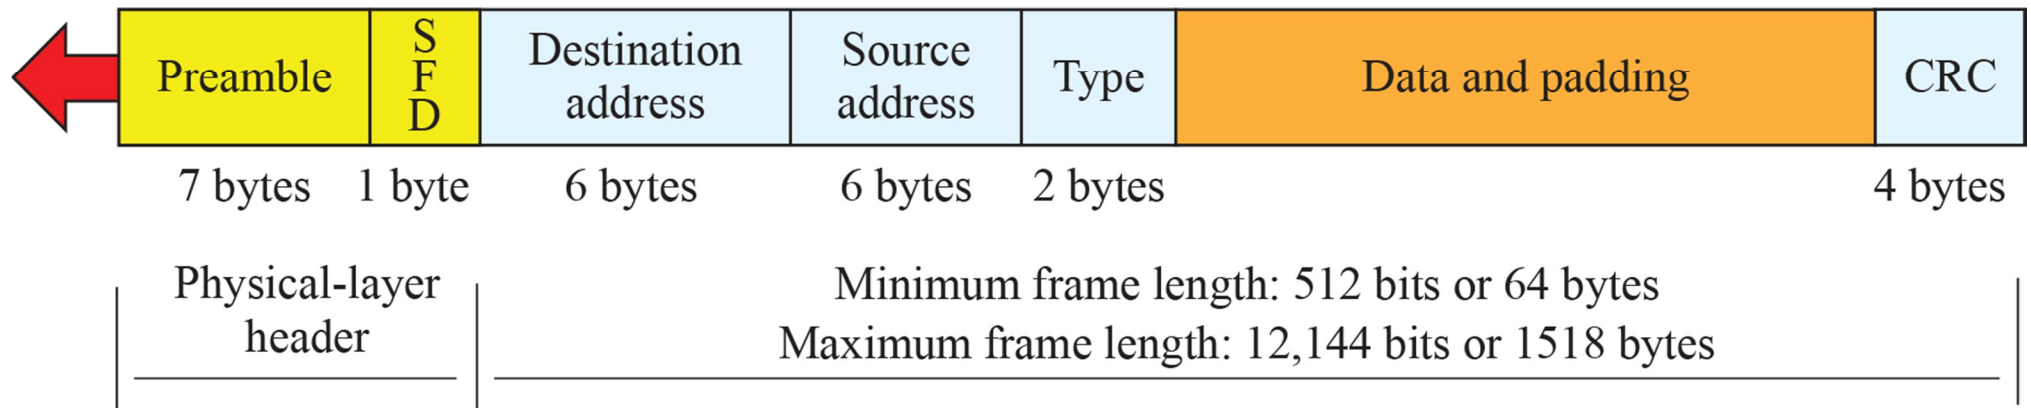 Preamble
S
F
D
Destination
address
Source
address
Type
Data and padding
CRC
7 bytes
1 byte
6 bytes
6 bytes
2 bytes
4 bytes
Physical-layer
header
Minimum frame length: 512 bits or 64 bytes
Maximum frame length: 12,144 bits or 1518 bytes